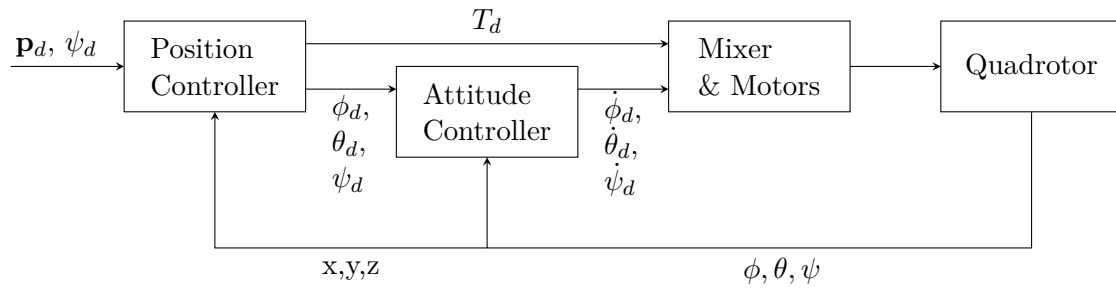 𝐩_d, ψ_d
Position
Controller
T_d
ϕ_d,
θ_d,
ψ_d
Attitude
Controller
ϕ̇_d,
θ̇_d,
ψ̇_d
Mixer
& Motors
Quadrotor
x,y,z
ϕ, θ, ψ